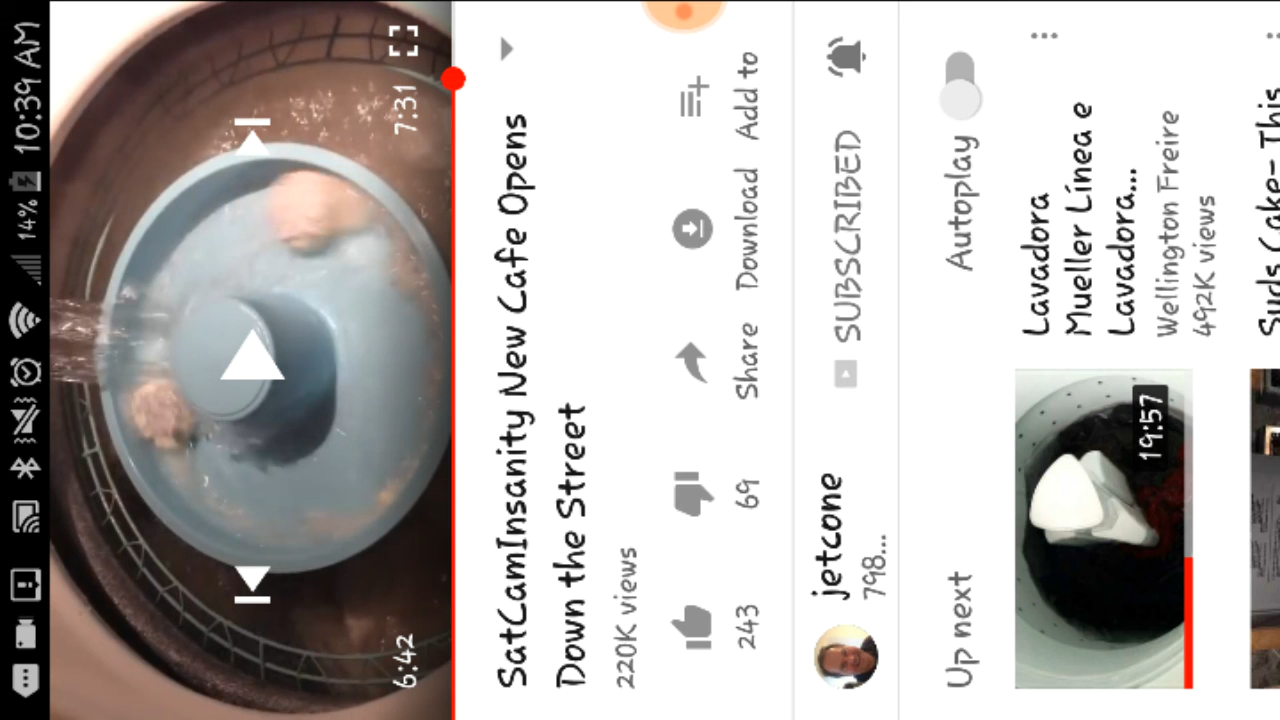 14% 10:39 AM
6:42
7:31
SatCamInsanity New Cafe Opens
Down the Street
220K views
243
69
Share
Download
Add to
jetcone
798...
SUBSCRIBED
Up next
Autoplay
19:57
Lavadora
Mueller Línea e
Lavadora...
Wellington Freire
492K views
Suds Cake- This